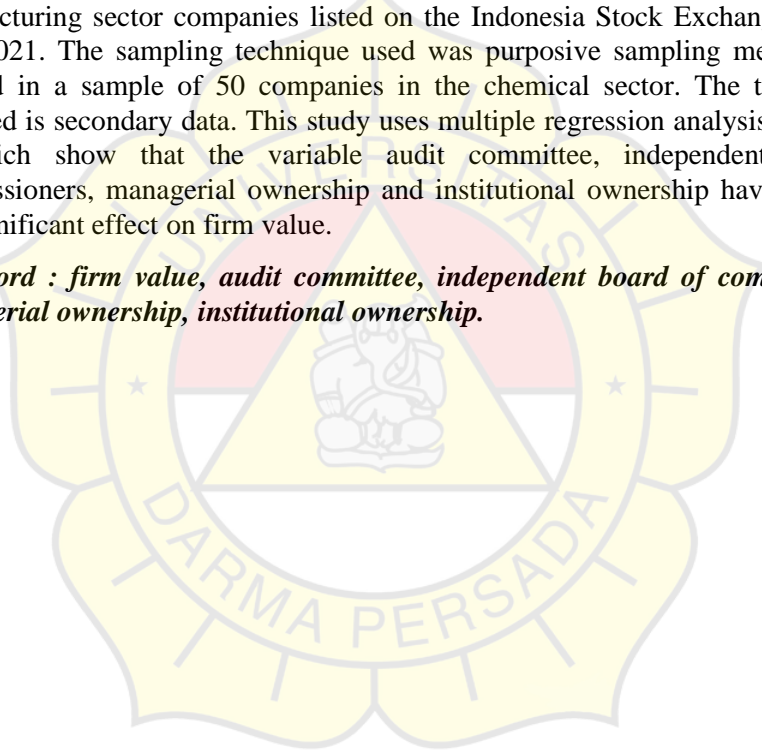 cturing sector companies listed on the Indonesia Stock Exchan
021. The sampling technique used was purposive sampling me
d in a sample of 50 companies in the chemical sector. The t
ed is secondary data. This study uses multiple regression analysis
ich show that the variable audit committee, independent
ssioners, managerial ownership and institutional ownership hav
nificant effect on firm value.
ord : firm value, audit committee, independent board of com
erial ownership, institutional ownership.
UNIVERSITAS
DARMA PERSADA